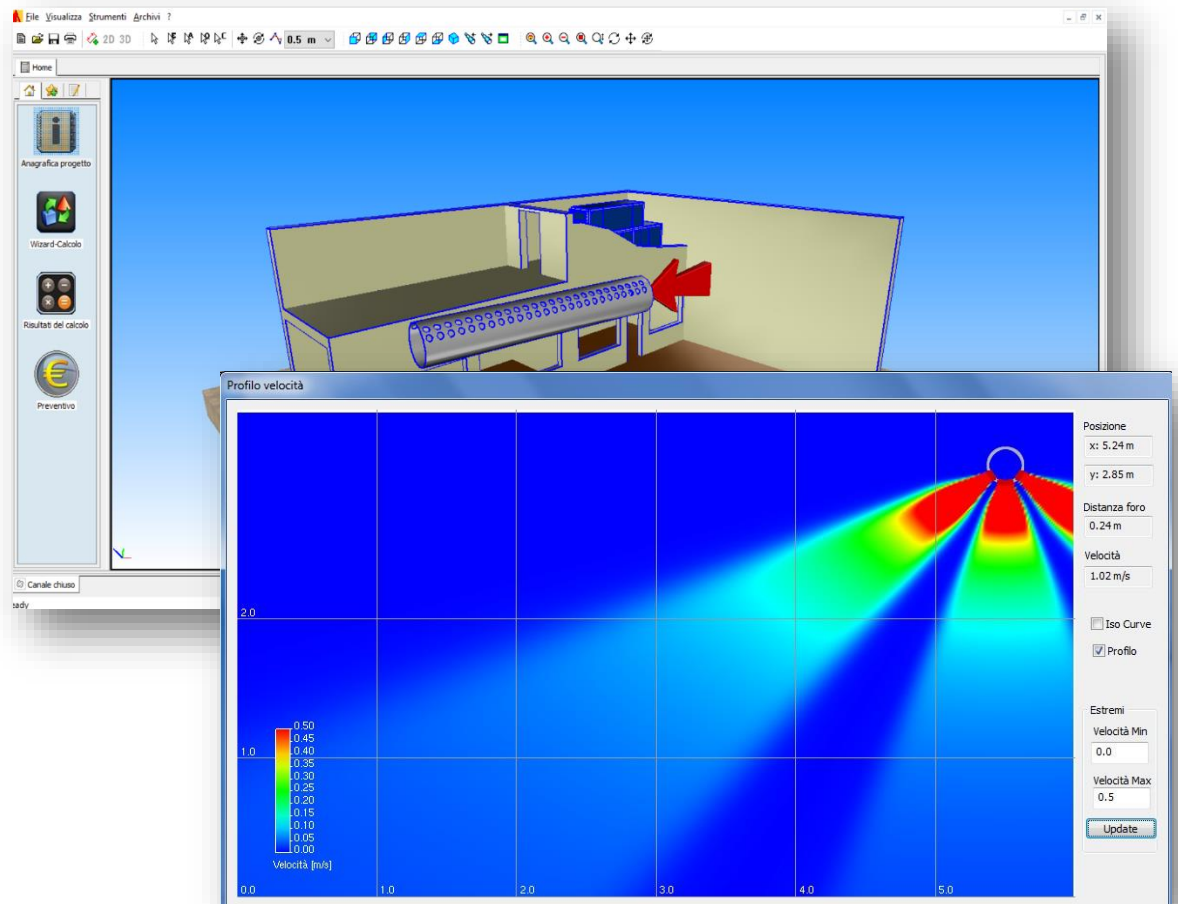 File Visualizza Strumenti Archivi ?
2D 3D 0.5 m
Home
Anagrafica progetto
Wizard-Calcolo
Risultati del calcolo
Preventivo
Canale chiuso
eady
Profilo velocità
Posizione
x: 5.24 m
y: 2.85 m
Distanza foro
0.24 m
Velocità
1.02 m/s
Iso Curve
Profilo
Estremi
Velocità Min
0.0
Velocità Max
0.5
Update
2.0
1.0
0.50
0.45
0.40
0.35
0.30
0.25
0.20
0.15
0.10
0.05
0.00
Velocità [m/s]
0.0 1.0 2.0 3.0 4.0 5.0